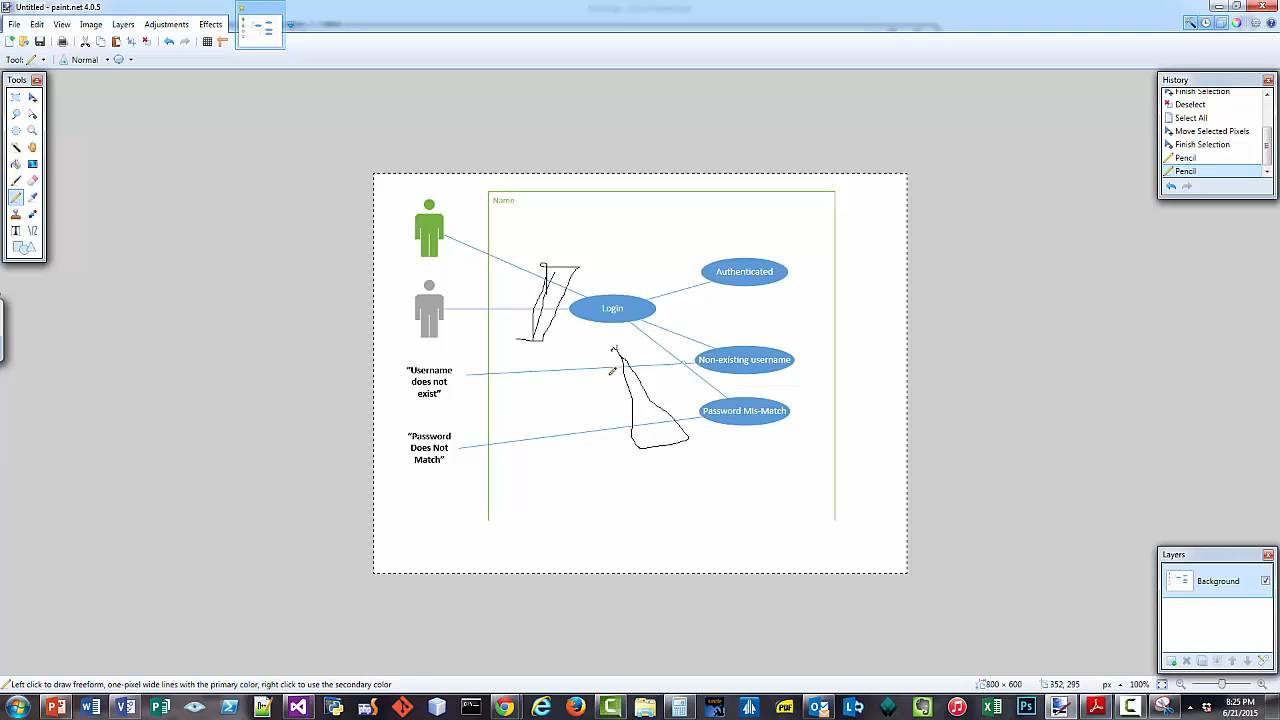 Untitled - paint.net 4.0.5
File Edit View Image Layers Adjustments Effects
Tool: Normal
Tools
History
Finish Selection
Deselect
Select All
Move Selected Pixels
Finish Selection
Pencil
Pencil
Name
Authenticated
Login
Non-existing username
Password Mis-Match
"Username
does not
exist"
"Password
Does Not
Match"
Layers
Background
Left click to draw freeform, one-pixel wide lines with the primary color, right click to use the secondary color
800 × 600
352, 295
px
100%
8:25 PM
6/21/2015